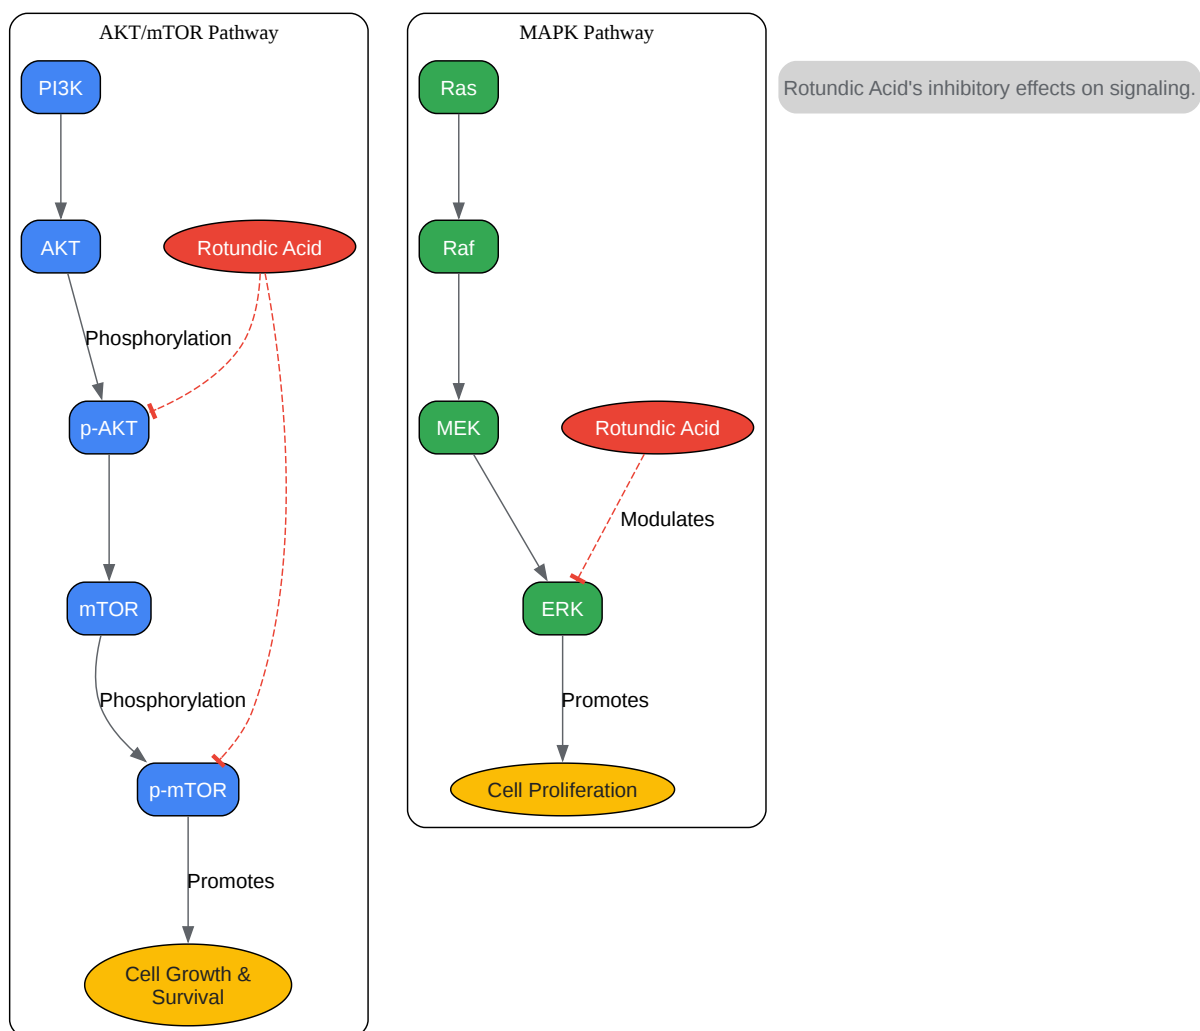 AKT/mTOR Pathway
PI3K
AKT
Rotundic Acid
Phosphorylation
p-AKT
mTOR
Phosphorylation
p-mTOR
Promotes
Cell Growth &
Survival
MAPK Pathway
Ras
Raf
MEK
Rotundic Acid
Modulates
ERK
Promotes
Cell Proliferation
Rotundic Acid's inhibitory effects on signaling.